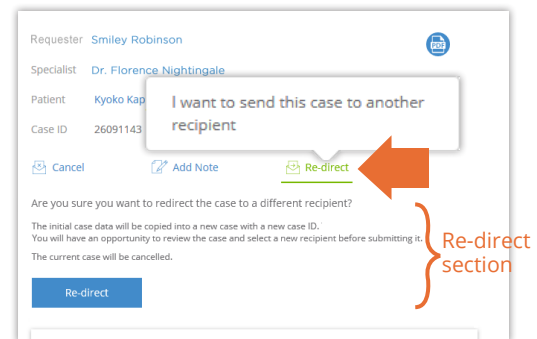 Requester Smiley Robinson
PDF
Specialist Dr. Florence Nightingale
Patient Kyoko Kap
I want to send this case to another
recipient
Case ID 26091143
Cancel Add Note Re-direct
Are you sure you want to redirect the case to a different recipient?
The initial case data will be copied into a new case with a new case ID.
You will have an opportunity to review the case and select a new recipient before submitting it.
The current case will be cancelled.
Re-direct
Re-direct
section